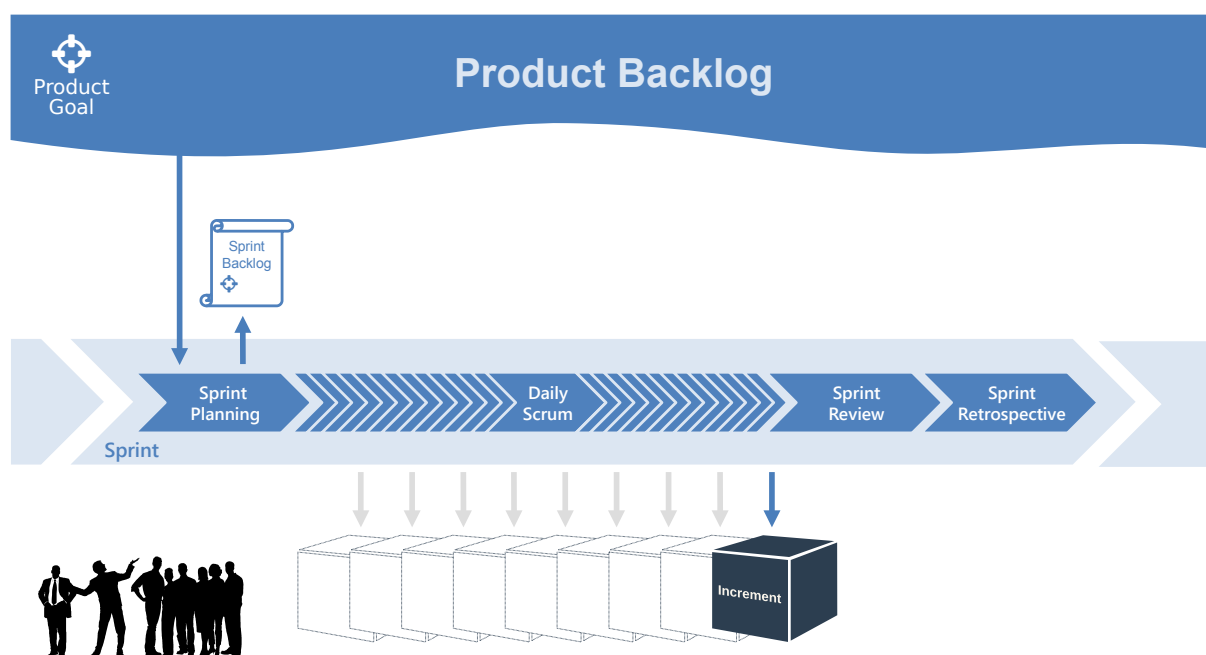 Product Backlog
Product
Goal
Sprint
Backlog
Sprint
Planning
Daily
Scrum
Sprint
Review
Sprint
Retrospective
Sprint
Increment